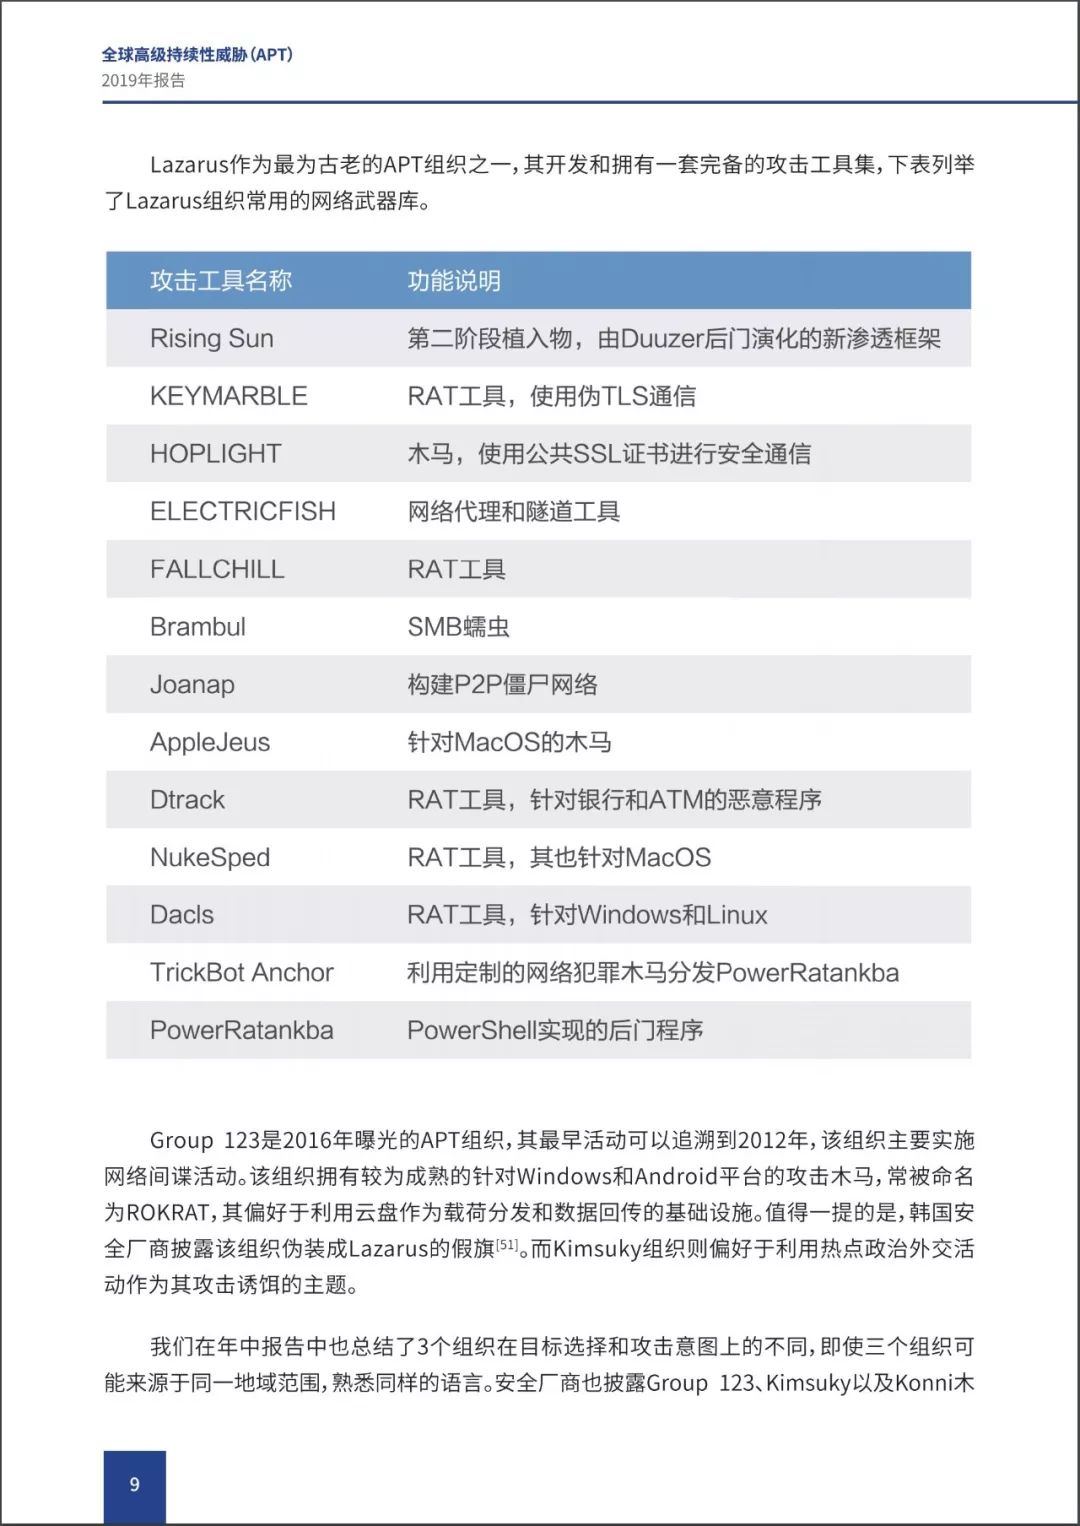 全球高级持续性威胁（APT）
2019年报告
Lazarus作为最为古老的APT组织之一，其开发和拥有一套完备的攻击工具集，下表列举
了Lazarus组织常用的网络武器库。
攻击工具名称 功能说明
Rising Sun 第二阶段植入物，由Duuzer后门演化的新渗透框架
KEYMARBLE RAT工具，使用伪TLS通信
HOPLIGHT 木马，使用公共SSL证书进行安全通信
ELECTRICFISH 网络代理和隧道工具
FALLCHILL RAT工具
Brambul SMB蠕虫
Joanap 构建P2P僵尸网络
AppleJeus 针对MacOS的木马
Dtrack RAT工具，针对银行和ATM的恶意程序
NukeSped RAT工具，其也针对MacOS
Dacls RAT工具，针对Windows和Linux
TrickBot Anchor 利用定制的网络犯罪木马分发PowerRatankba
PowerRatankba PowerShell实现的后门程序
Group 123是2016年曝光的APT组织，其最早活动可以追溯到2012年，该组织主要实施
网络间谍活动。该组织拥有较为成熟的针对Windows和Android平台的攻击木马，常被命名
为ROKRAT，其偏好于利用云盘作为载荷分发和数据回传的基础设施。值得一提的是，韩国安
全厂商披露该组织伪装成Lazarus的假旗[51]。而Kimsuky组织则偏好于利用热点政治外交活
动作为其攻击诱饵的主题。
我们在年中报告中也总结了3个组织在目标选择和攻击意图上的不同，即使三个组织可
能来源于同一地域范围，熟悉同样的语言。安全厂商也披露Group 123、Kimsuky以及Konni木
9